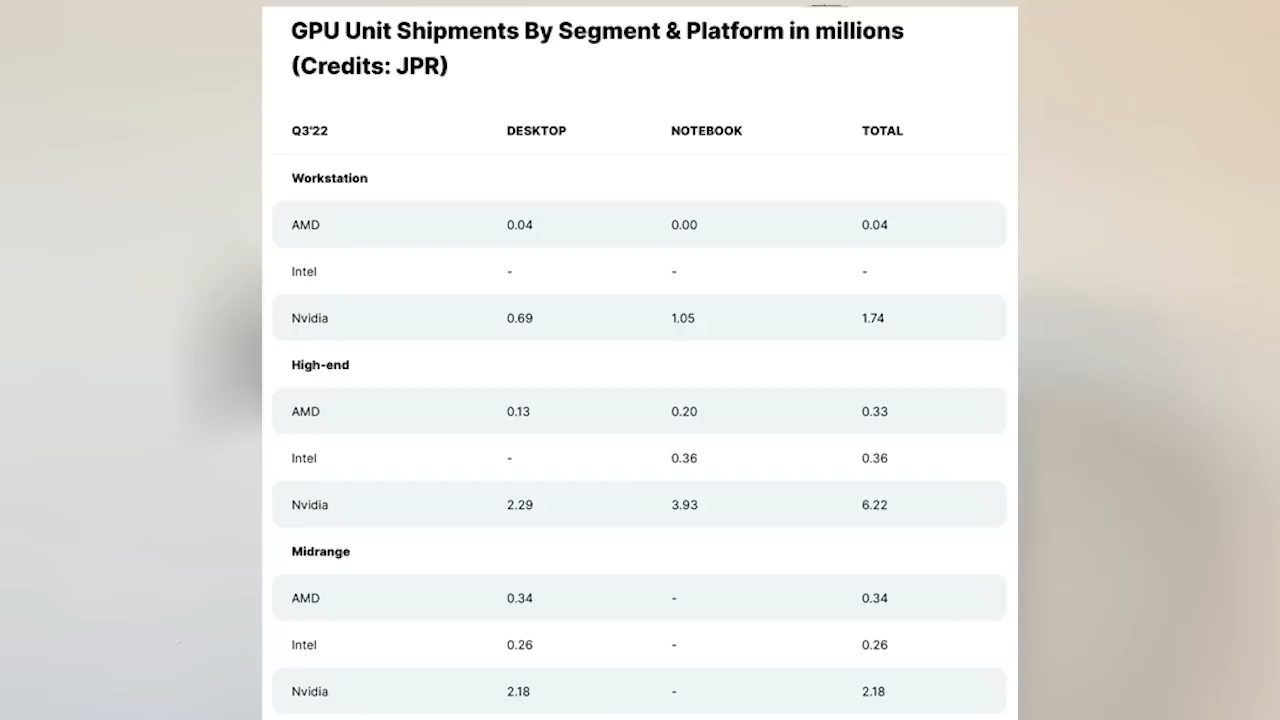 GPU Unit Shipments By Segment & Platform in millions
(Credits: JPR)
Q3'22 DESKTOP NOTEBOOK TOTAL
Workstation
AMD 0.04 0.00 0.04
Intel - - -
Nvidia 0.69 1.05 1.74
High-end
AMD 0.13 0.20 0.33
Intel - 0.36 0.36
Nvidia 2.29 3.93 6.22
Midrange
AMD 0.34 - 0.34
Intel 0.26 - 0.26
Nvidia 2.18 - 2.18